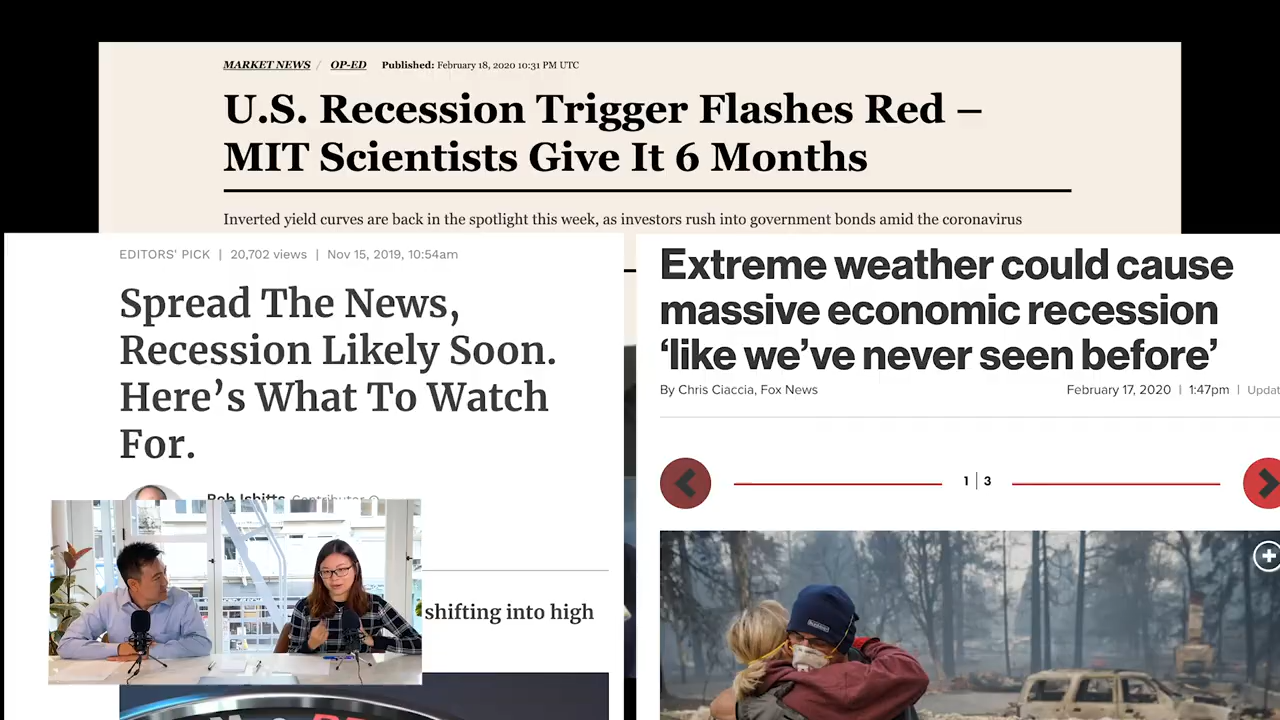 MARKET NEWS / OP-ED Published: February 18, 2020 10:31 PM UTC
U.S. Recession Trigger Flashes Red –
MIT Scientists Give It 6 Months
Inverted yield curves are back in the spotlight this week, as investors rush into government bonds amid the coronavirus
EDITORS' PICK | 20,702 views | Nov 15, 2019, 10:54am
Spread The News,
Recession Likely Soon.
Here's What To Watch
For.
Contributor
shifting into high
Extreme weather could cause
massive economic recession
‘like we’ve never seen before’
By Chris Ciaccia, Fox News February 17, 2020 | 1:47pm | Updat
1 | 3